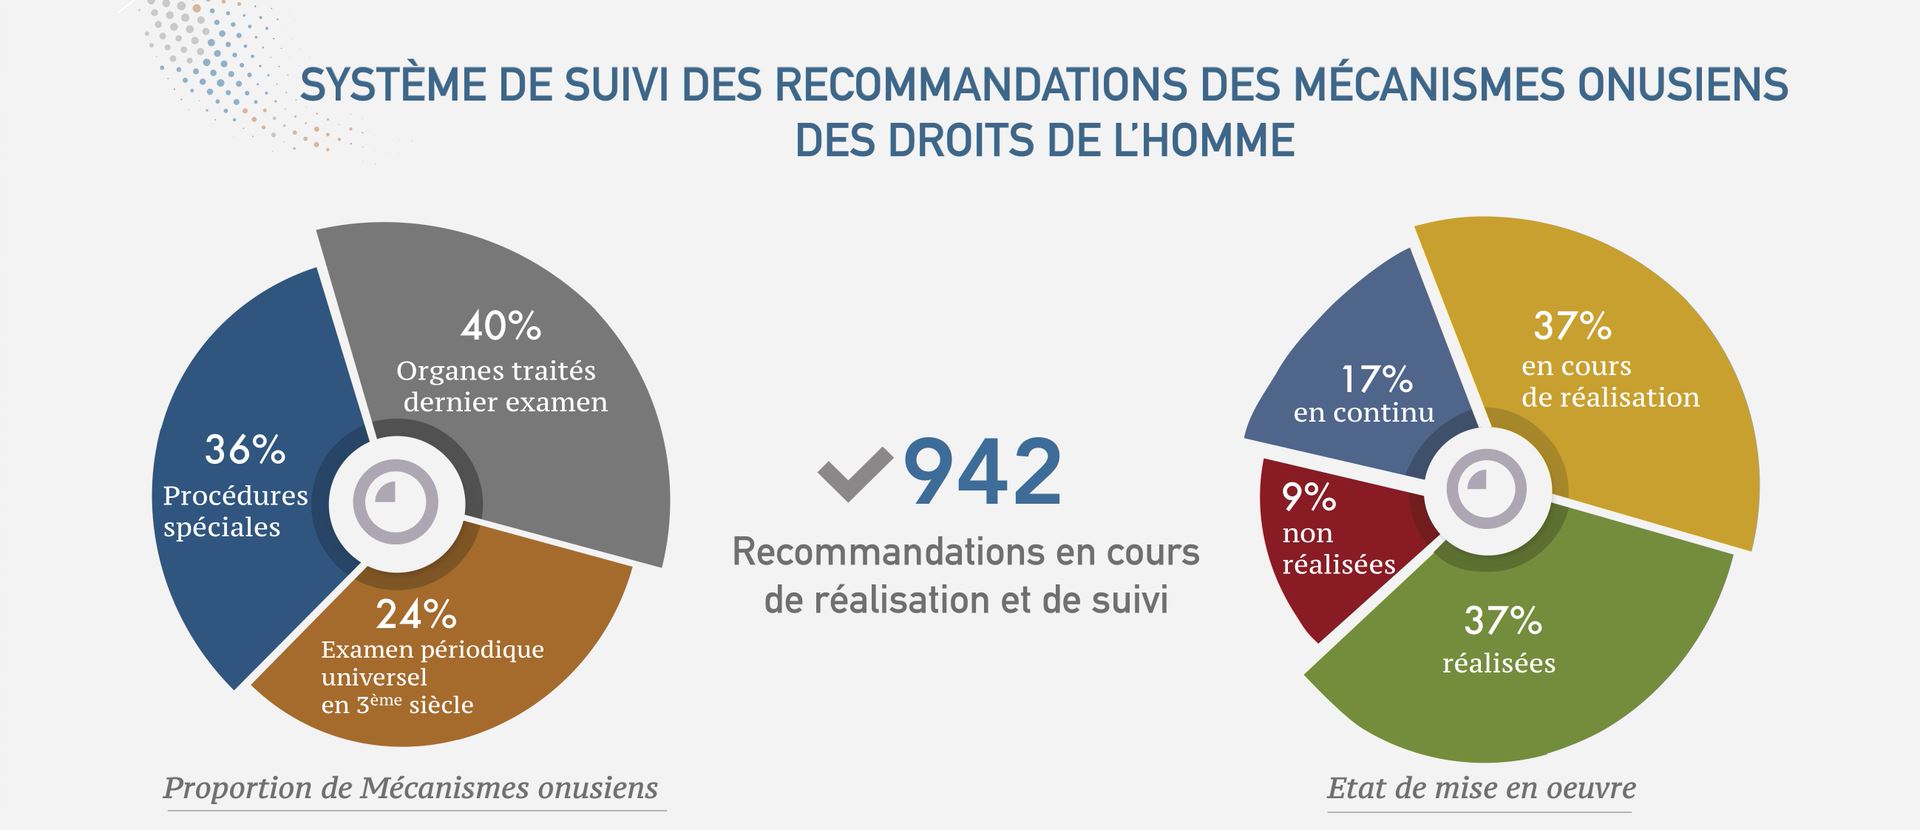 SYSTÈME DE SUIVI DES RECOMMANDATIONS DES MÉCANISMES ONUSIENS
DES DROITS DE L’HOMME
40%
Organes traités
dernier examen
36%
Procédures
spéciales
24%
Examen périodique
universel
en 3ème siècle
Proportion de Mécanismes onusiens
942
Recommandations en cours
de réalisation et de suivi
37%
en cours
de réalisation
17%
en continu
9%
non
réalisées
37%
réalisées
Etat de mise en oeuvre